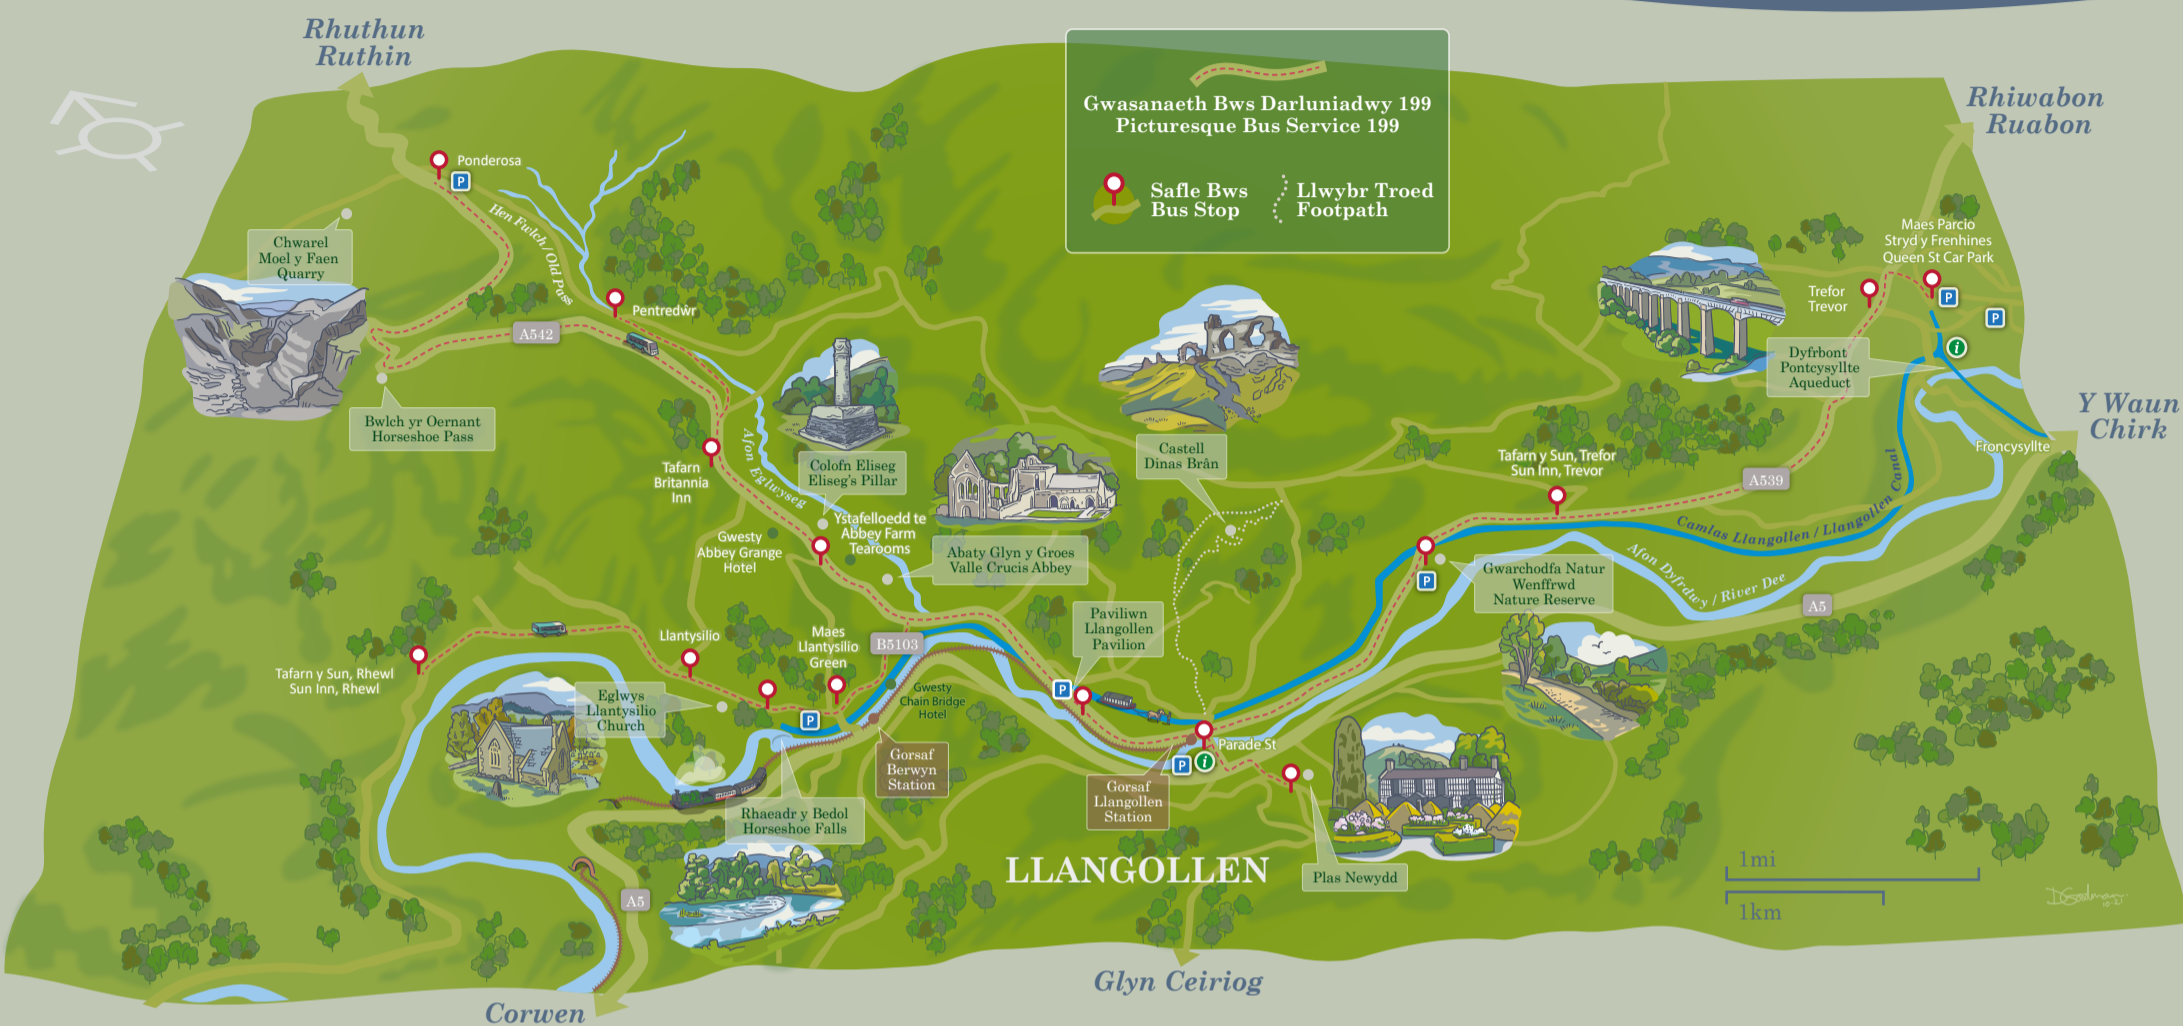 Rhuthun
Ruthin
Rhiwabon
Ruabon
Gwasanaeth Bws Darluniadwy 199
Picturesque Bus Service 199
Safle Bws
Bus Stop
Llwybr Troed
Footpath
Ponderosa
P
Hen Fwlch / Old Pass
Chwarel
Moel y Faen
Quarry
Pentredŵr
A542
Bwlch yr Oernant
Horseshoe Pass
Tafarn
Britannia
Inn
Afon Eglwyseg
Colofn Eliseg
Eliseg's Pillar
Gwesty
Abbey Grange
Hotel
Ystafelloedd te
Abbey Farm
Tearooms
Abaty Glyn y Groes
Valle Crucis Abbey
Castell
Dinas Brân
Maes Parcio
Stryd y Frenhines
Queen St Car Park
Trefor
Trevor
P
P
i
Dyfrbont
Pontcysyllte
Aqueduct
Y Waun
Chirk
Froncysyllte
Tafarn y Sun, Trefor
Sun Inn, Trevor
A539
Camlas Llangollen / Llangollen Canal
Afon Dyfrdwy / River Dee
A5
P
Gwarchodfa Natur
Wenffrwd
Nature Reserve
Tafarn y Sun, Rhewl
Sun Inn, Rhewl
Llantysilio
Maes
Llantysilio
Green
B5103
Paviliwn
Llangollen
Pavilion
P
Eglwys
Llantysilio
Church
P
Gwesty
Chain Bridge
Hotel
Gorsaf
Berwyn
Station
Rhaeadr y Bedol
Horseshoe Falls
Parade St
P
i
Gorsaf
Llangollen
Station
Plas Newydd
LLANGOLLEN
A5
1mi
1km
Corwen
Glyn Ceiriog